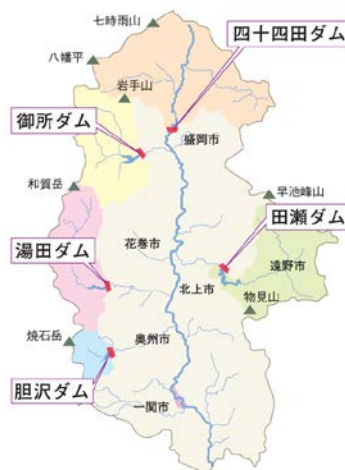 七時雨山
四十四田ダム
八幡平
岩手山
御所ダム
盛岡市
和賀岳
早池峰山
田瀬ダム
花巻市
湯田ダム
遠野市
北上市
物見山
焼石岳
奥州市
胆沢ダム
一関市